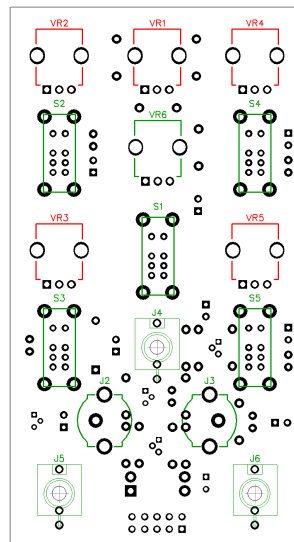 VR2 VR1 VR4
S2 VR6 S4
S1
VR3 VR5
S3 J4 S5
J2 J3
J5 J6